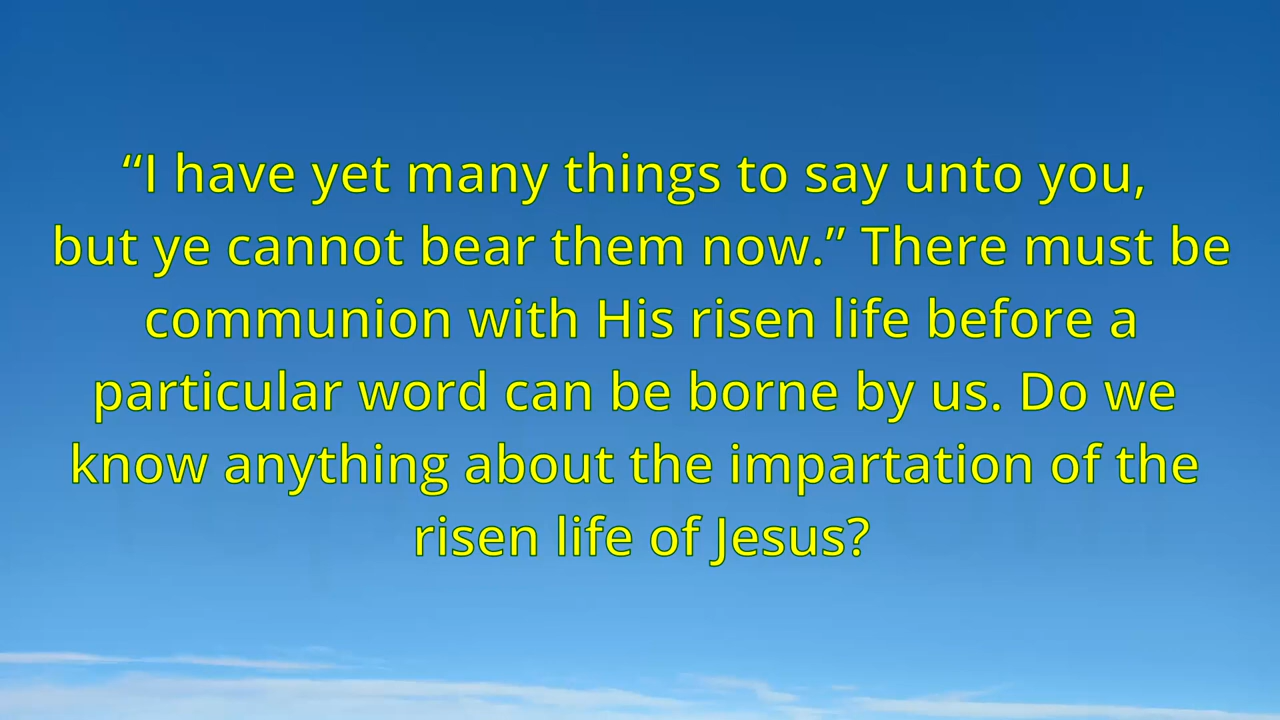 “I have yet many things to say unto you,
but ye cannot bear them now.” There must be
communion with His risen life before a
particular word can be borne by us. Do we
know anything about the impartation of the
risen life of Jesus?